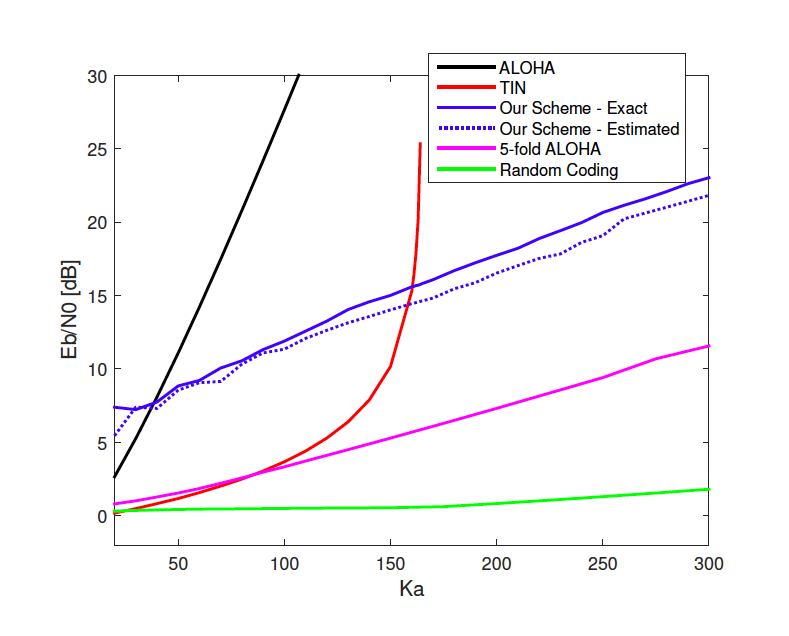 ALOHA
TIN
Our Scheme - Exact
Our Scheme - Estimated
5-fold ALOHA
Random Coding
30
25
20
15
10
5
0
Eb/N0 [dB]
50 100 150 200 250 300
Ka